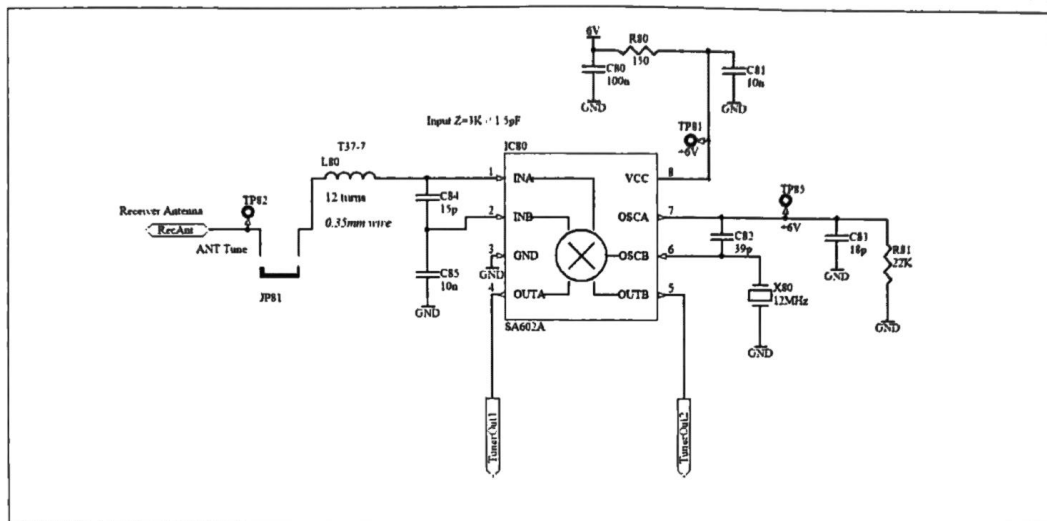 6V
R80
150
C80
100n
GND
C81
10n
GND
TP81
+6V
Input Z=3K // 1.5pF
T37-7
L80
12 turns
0.35mm wire
Receiver Antenna
RecAnt
TP82
ANT Tune
JP81
C84
15p
C85
10n
GND
IC80
1
INA
VCC
8
2
INB
OSCA
7
3
GND
GND
OSCB
6
4
OUTA
OUTB
5
SA602A
TP85
+6V
C82
39p
C83
18p
GND
R81
22K
GND
X80
12MHz
GND
TunerOut1
TunerOut2